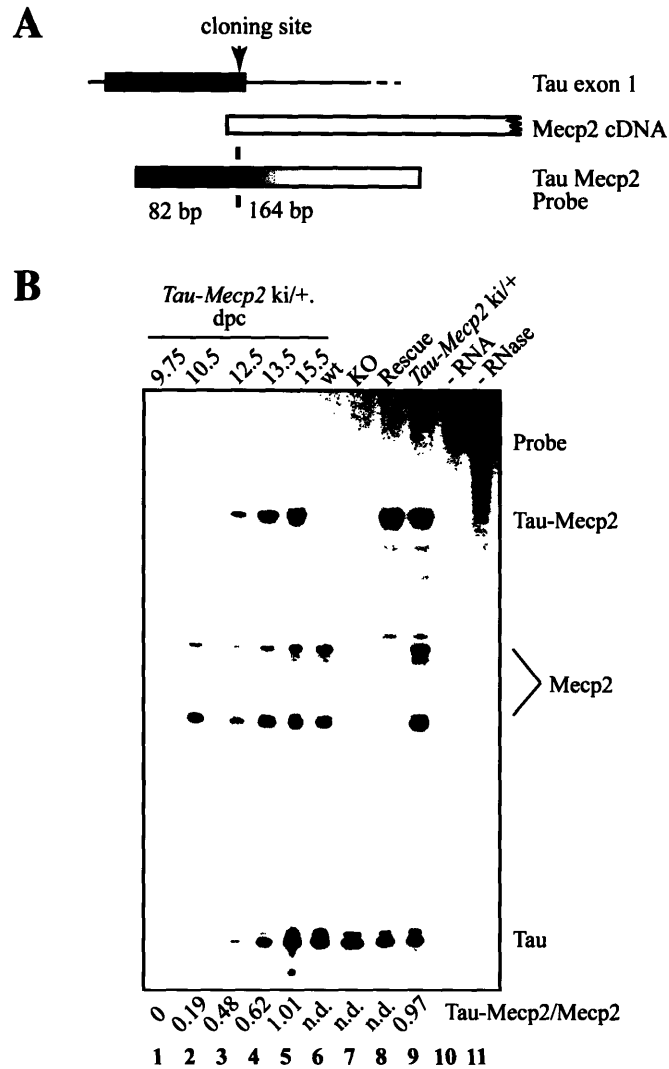 A
cloning site
Tau exon 1
Mecp2 cDNA
Tau Mecp2
Probe
82 bp 164 bp
B
Tau-Mecp2 ki/+.
dpc
9.75 10.5 12.5 13.5 15.5 wt KO Rescue Tau-Mecp2 ki/+ - RNA - RNase
Probe
Tau-Mecp2
Mecp2
Tau
0 0.19 0.48 0.62 1.01 n.d. n.d. n.d. 0.97 Tau-Mecp2/Mecp2
1 2 3 4 5 6 7 8 9 10 11